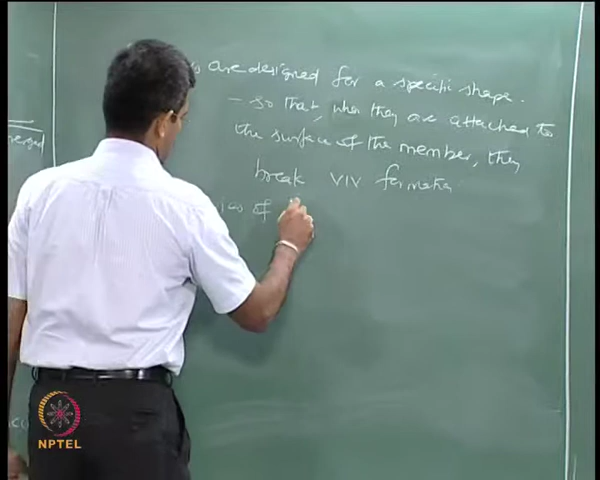 are designed for a specific shape.
- so that, when they are attached to
the surface of the member, they
break VIV formation
of
NPTEL